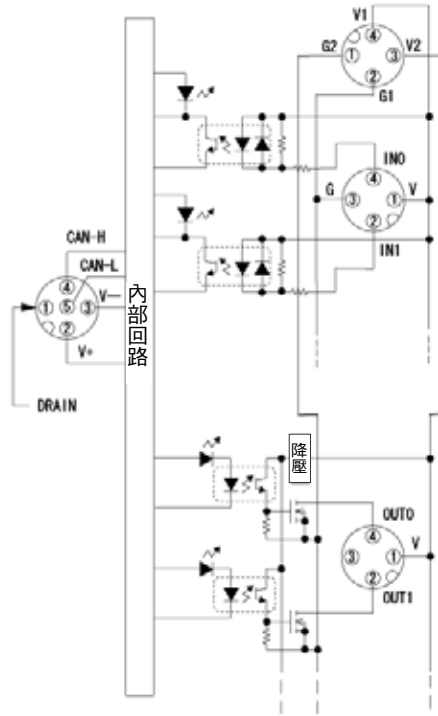 V1
④
G2
①
③
V2
②
G1
IN0
④
G
③
①
V
②
IN1
CAN-H
CAN-L
④
①
⑤
③
V—
②
V+
DRAIN
內部回路
降壓
OUT0
④
③
①
V
②
OUT1